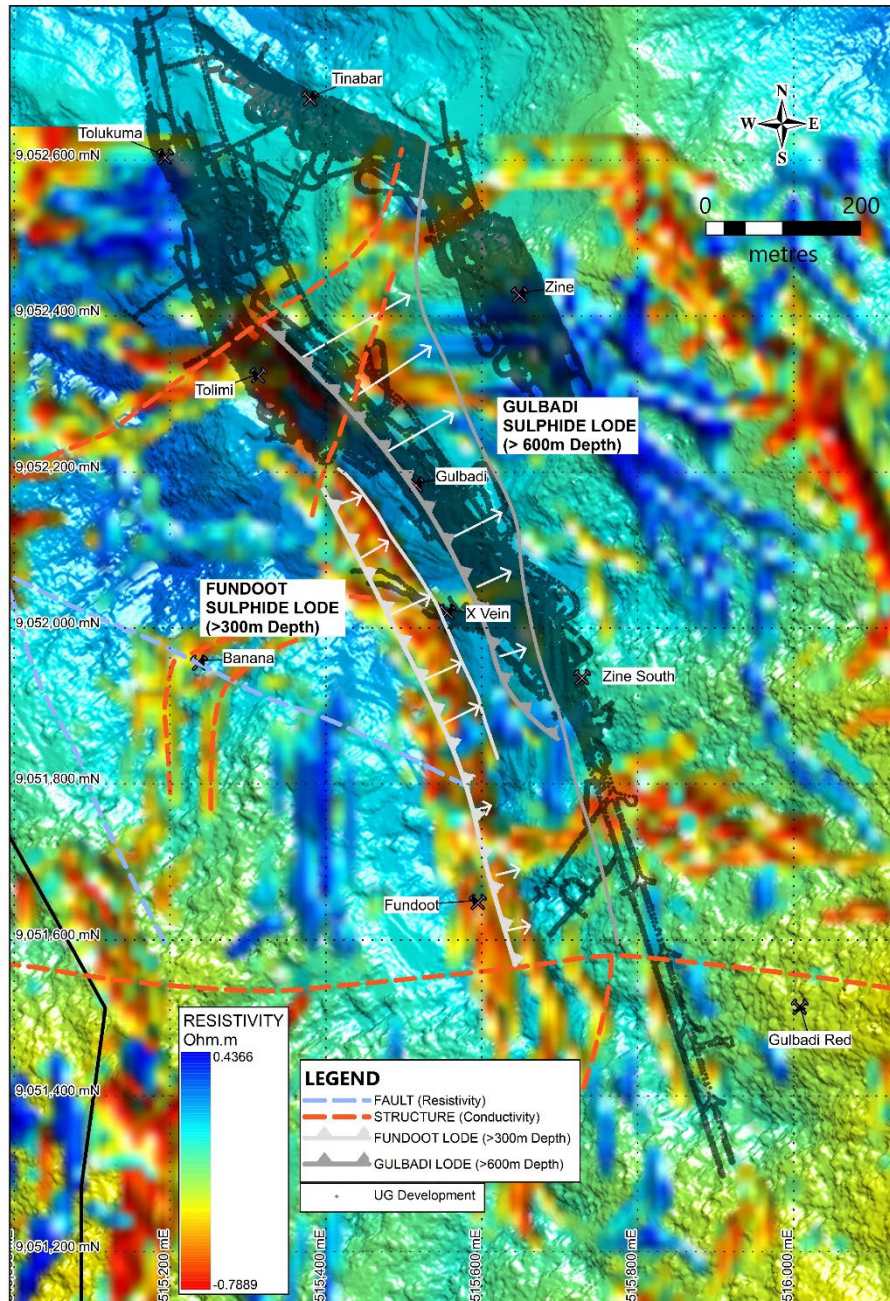 Tinabar
Tolukuma
N
W E
S
9,052,600 mN
0 200
metres
Zine
9,052,400 mN
Tolimi
GULBADI
SULPHIDE LODE
(> 600m Depth)
9,052,200 mN
Gulbadi
FUNDOOT
SULPHIDE LODE
(>300m Depth)
X Vein
9,052,000 mN
Banana
Zine South
9,051,800 mN
Fundoot
9,051,600 mN
RESISTIVITY
Ohm.m
0.4366
-0.7889
Gulbadi Red
LEGEND
FAULT (Resistivity)
STRUCTURE (Conductivity)
FUNDOOT LODE (>300m Depth)
GULBADI LODE (>600m Depth)
UG Development
9,051,400 mN
9,051,200 mN
515,200 mE
515,400 mE
515,600 mE
515,800 mE
516,000 mE